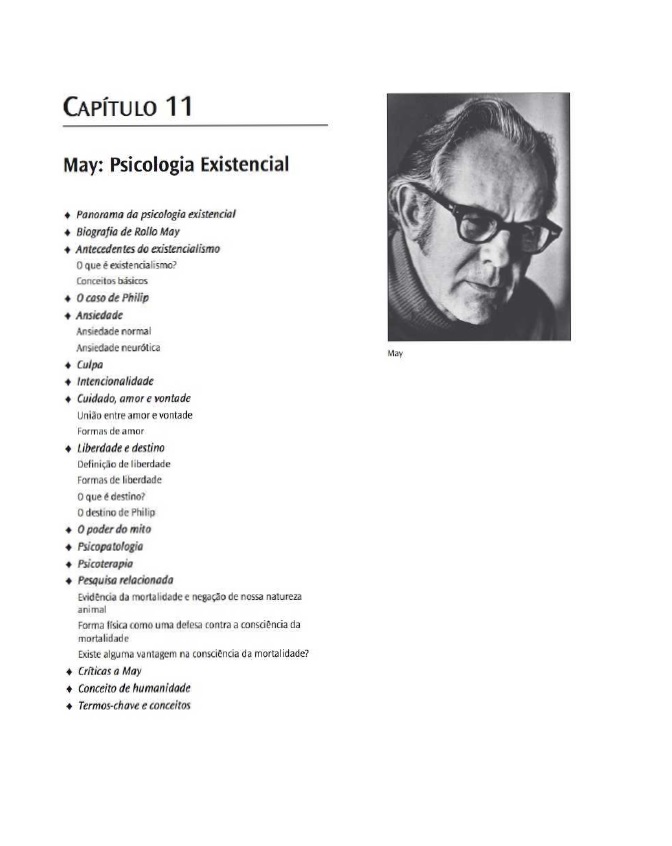 CAPÍTULO 11
May: Psicologia Existencial
♦ Panorama da psicologia existencial
♦ Biografia de Rollo May
♦ Antecedentes do existencialismo
O que é existencialismo?
Conceitos básicos
♦ O caso de Philip
♦ Ansiedade
Ansiedade normal
Ansiedade neurótica
♦ Culpa
♦ Intencionalidade
♦ Cuidado, amor e vontade
União entre amor e vontade
Formas de amor
♦ Liberdade e destino
Definição de liberdade
Formas de liberdade
O que é destino?
O destino de Philip
♦ O poder do mito
♦ Psicopatologia
♦ Psicoterapia
♦ Pesquisa relacionada
Evidência da mortalidade e negação de nossa natureza
animal
Forma física como uma defesa contra a consciência da
mortalidade
Existe alguma vantagem na consciência da mortalidade?
♦ Críticas a May
♦ Conceito de humanidade
♦ Termos-chave e conceitos
May